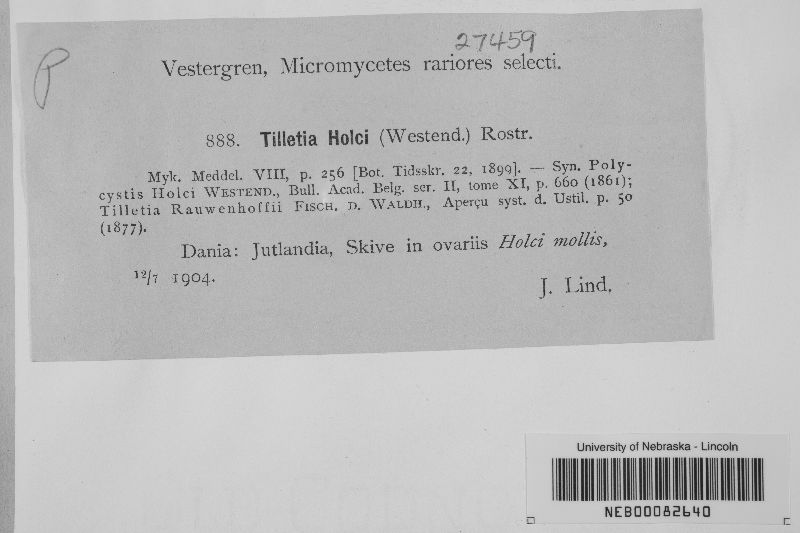 P
27459
Vestergren, Micromycetes rariores selecti.
888. Tilletia Holci (Westend.) Rostr.
Myk. Meddel. VIII, p. 256 [Bot. Tidsskr. 22, 1899]. — Syn. Poly-
cystis Holci WESTEND., Bull. Acad. Belg. ser. II, tome XI, p. 660 (1861);
Tilletia Rauwenhoffii FISCH. D. WALDH., Aperçu syst. d. Ustil. p. 50
(1877).
Dania: Jutlandia, Skive in ovariis Holci mollis,
12/7 1904.
J. Lind.
University of Nebraska - Lincoln
NEB00082640